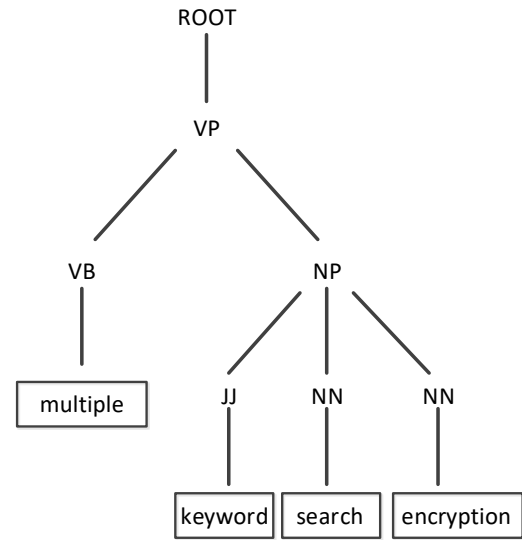 ROOT
VP
VB NP
multiple JJ NN NN
keyword search encryption